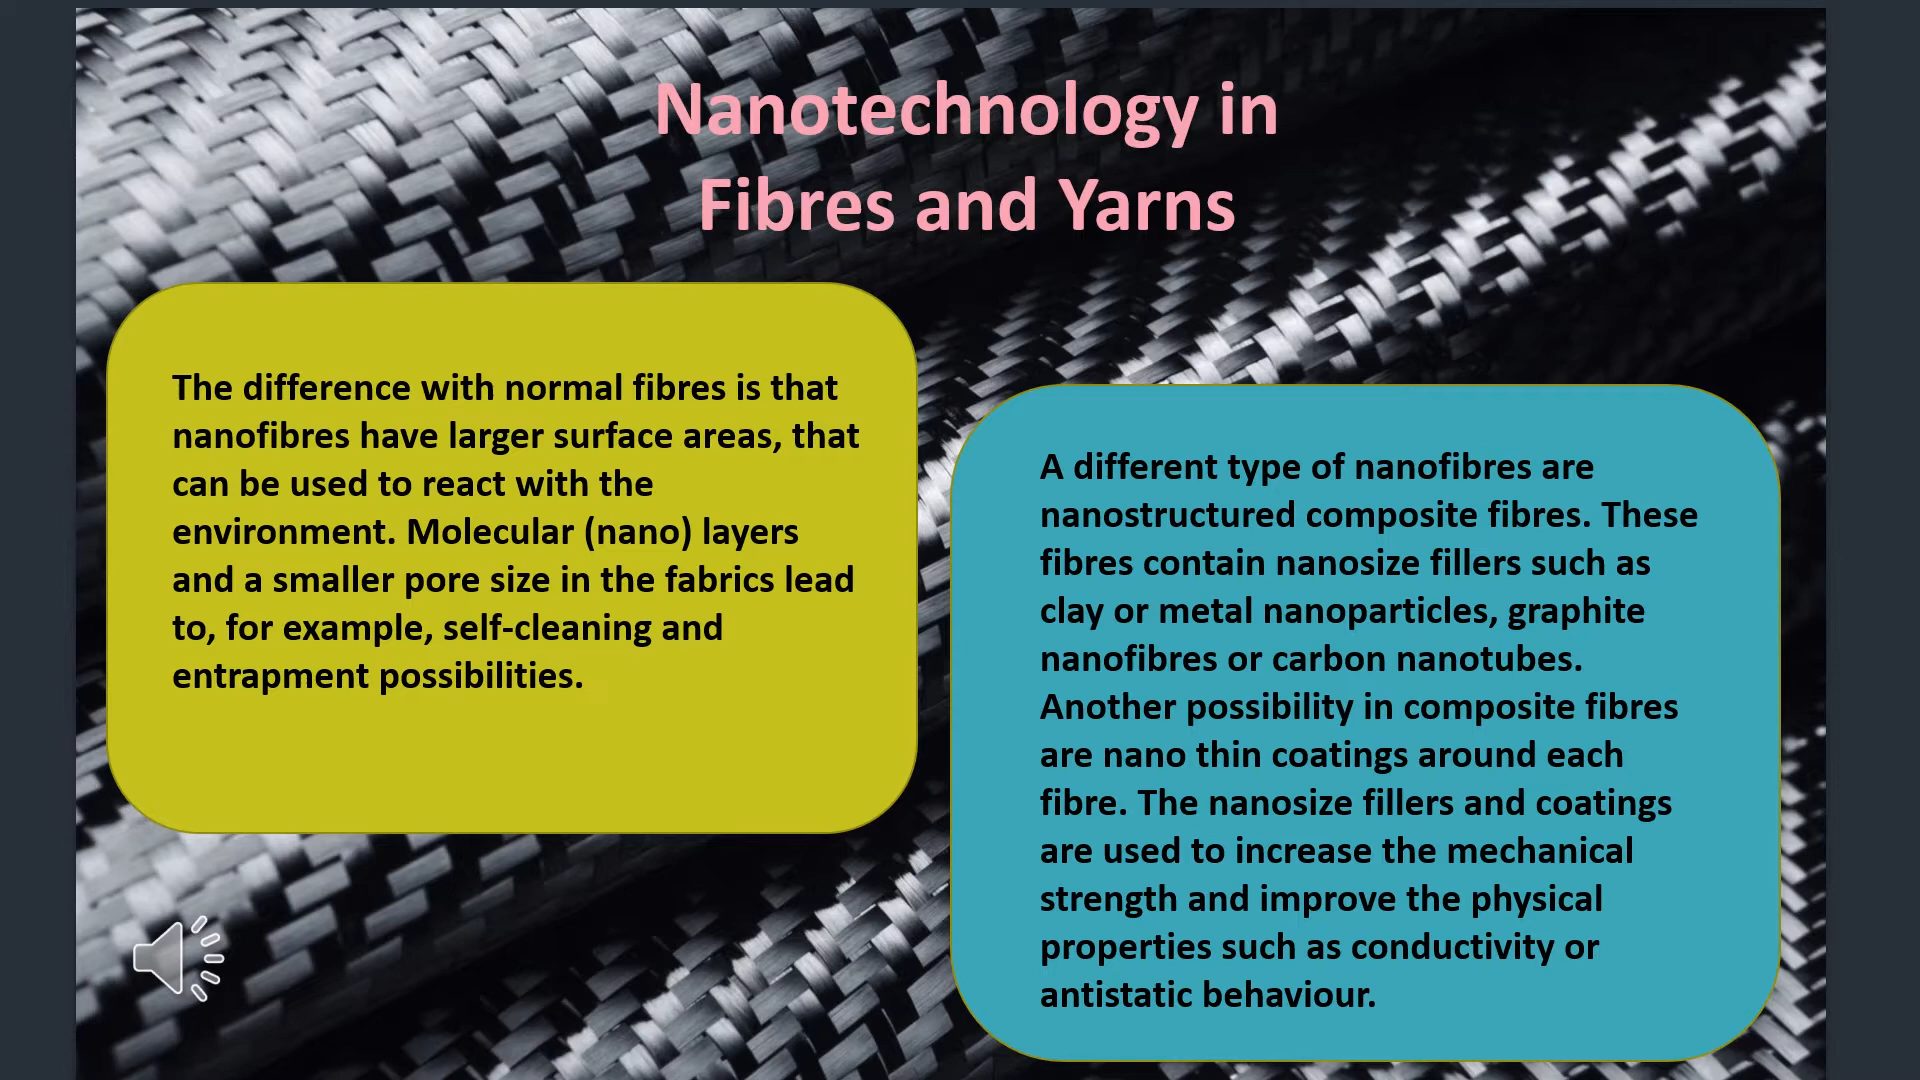 Nanotechnology in
Fibres and Yarns
The difference with normal fibres is that
nanofibres have larger surface areas, that
can be used to react with the
environment. Molecular (nano) layers
and a smaller pore size in the fabrics lead
to, for example, self-cleaning and
entrapment possibilities.
A different type of nanofibres are
nanostructured composite fibres. These
fibres contain nanosize fillers such as
clay or metal nanoparticles, graphite
nanofibres or carbon nanotubes.
Another possibility in composite fibres
are nano thin coatings around each
fibre. The nanosize fillers and coatings
are used to increase the mechanical
strength and improve the physical
properties such as conductivity or
antistatic behaviour.